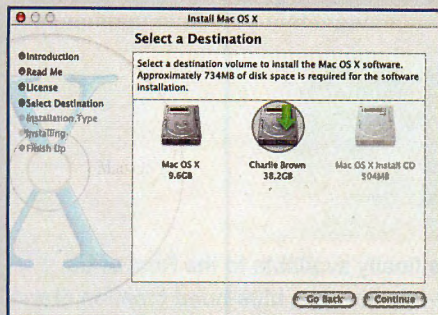 Install Mac OS X
Select a Destination
Introduction
Read Me
License
Select Destination
Installation Type
Installing
Finish Up
Select a destination volume to install the Mac OS X software.
Approximately 734MB of disk space is required for the software
installation.
Mac OS X
9.6GB
Charlie Brown
38.2GB
Mac OS X Install CD
504MB
Go Back
Continue